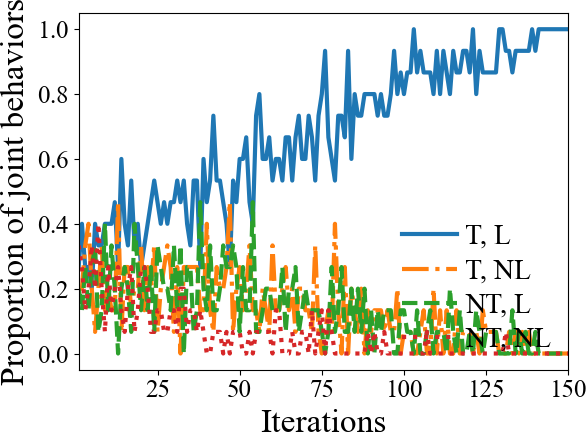 Proportion of joint behaviors
1.0
0.8
0.6
0.4
0.2
0.0
T, L
T, NL
NT, L
NT, NL
25 50 75 100 125 150
Iterations